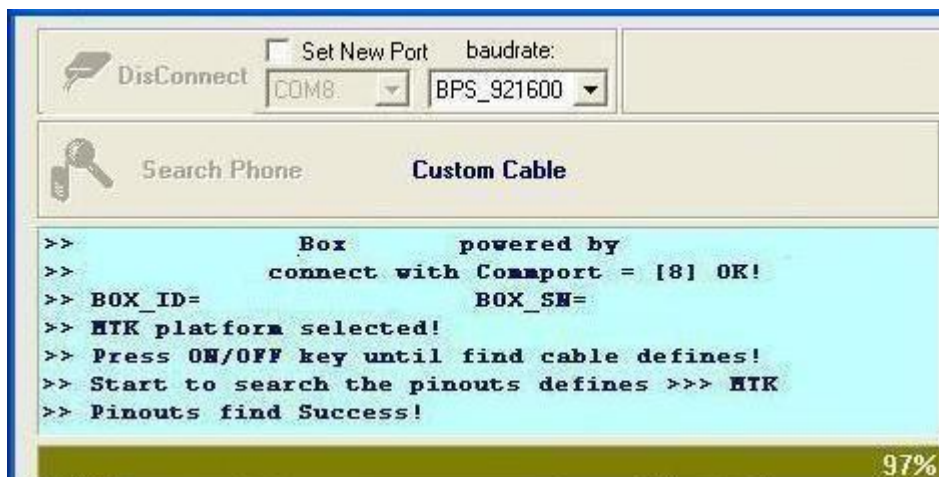 Set New Port baudrate:
DisConnect COM8 BPS_921600
Search Phone Custom Cable
>> Box powered by
>> connect with Commport = [8] OK!
>> BOX_ID= BOX_SN=
>> MTK platform selected!
>> Press ON/OFF key until find cable defines!
>> Start to search the pinouts defines >>> MTK
>> Pinouts find Success!
97%